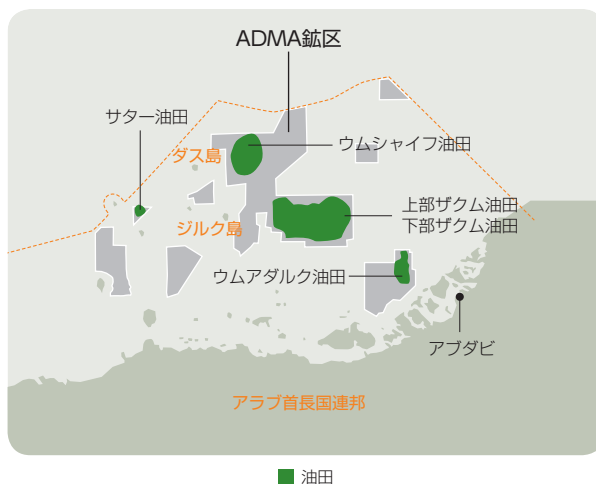 ADMA鉱区
サター油田
ウムシャイフ油田
ダス島
上部ザクム油田
下部ザクム油田
ジルク島
ウムアダルク油田
アブダビ
アラブ首長国連邦
油田